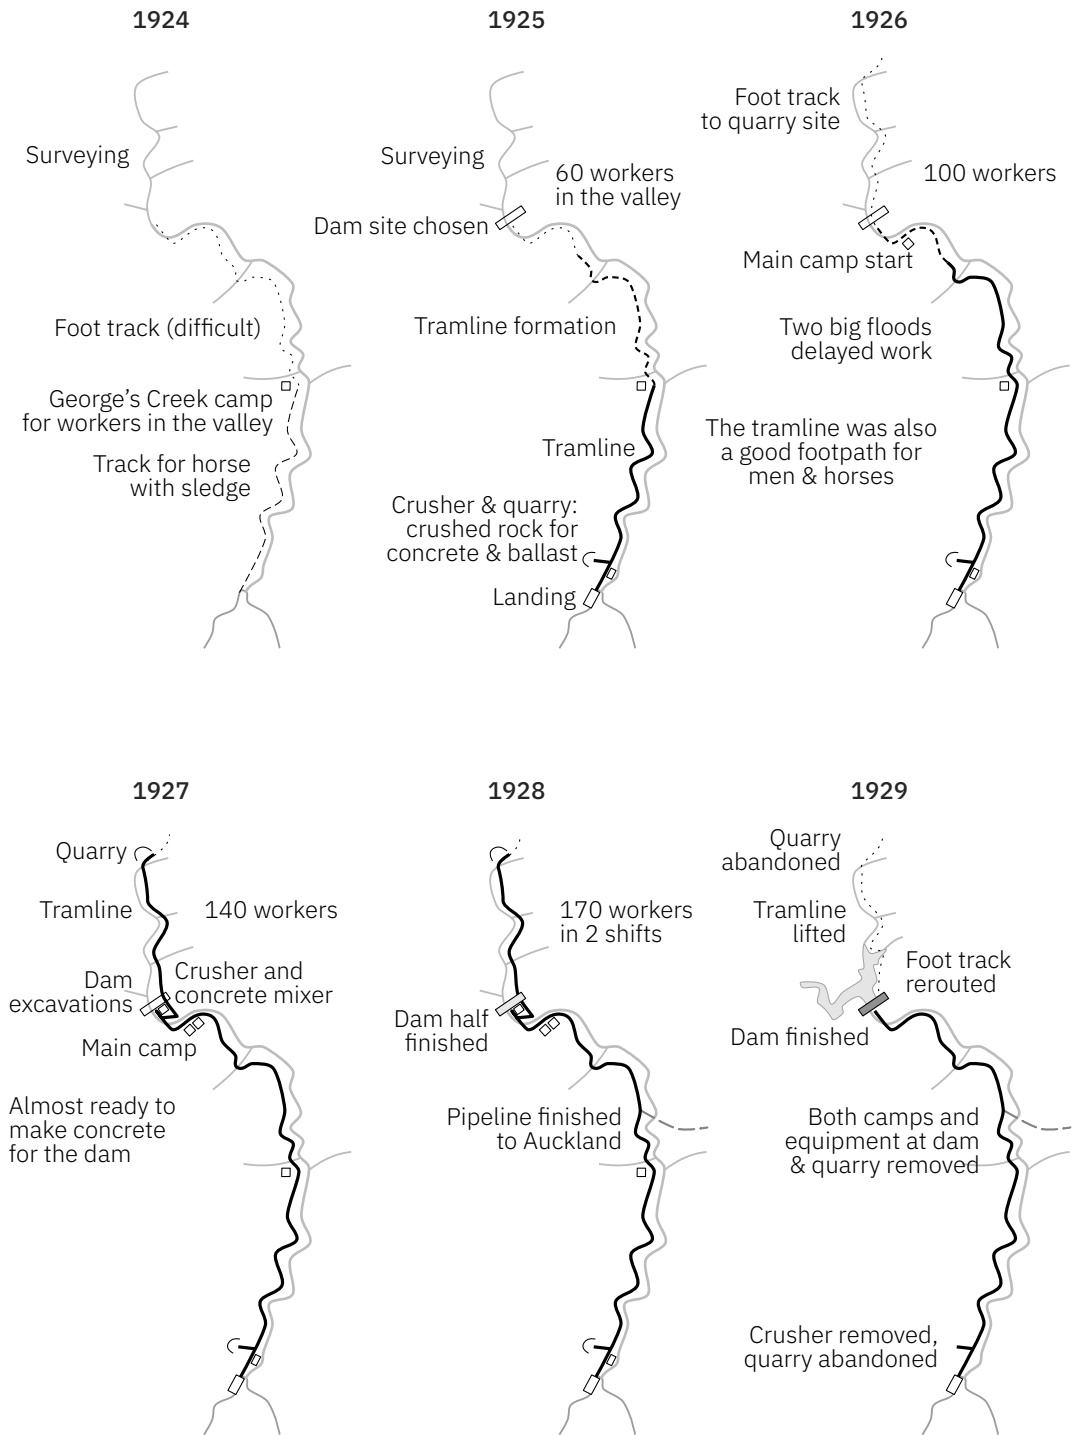 1924
Surveying
Foot track (difficult)
George’s Creek camp
for workers in the valley
Track for horse
with sledge
1925
Surveying
60 workers
in the valley
Dam site chosen
Tramline formation
Tramline
Crusher & quarry:
crushed rock for
concrete & ballast
Landing
1926
Foot track
to quarry site
100 workers
Main camp start
Two big floods
delayed work
The tramline was also
a good footpath for
men & horses
1927
Quarry
Tramline
140 workers
Dam
excavations
Crusher and
concrete mixer
Main camp
Almost ready to
make concrete
for the dam
1928
170 workers
in 2 shifts
Dam half
finished
Pipeline finished
to Auckland
1929
Quarry
abandoned
Tramline
lifted
Foot track
rerouted
Dam finished
Both camps and
equipment at dam
& quarry removed
Crusher removed,
quarry abandoned